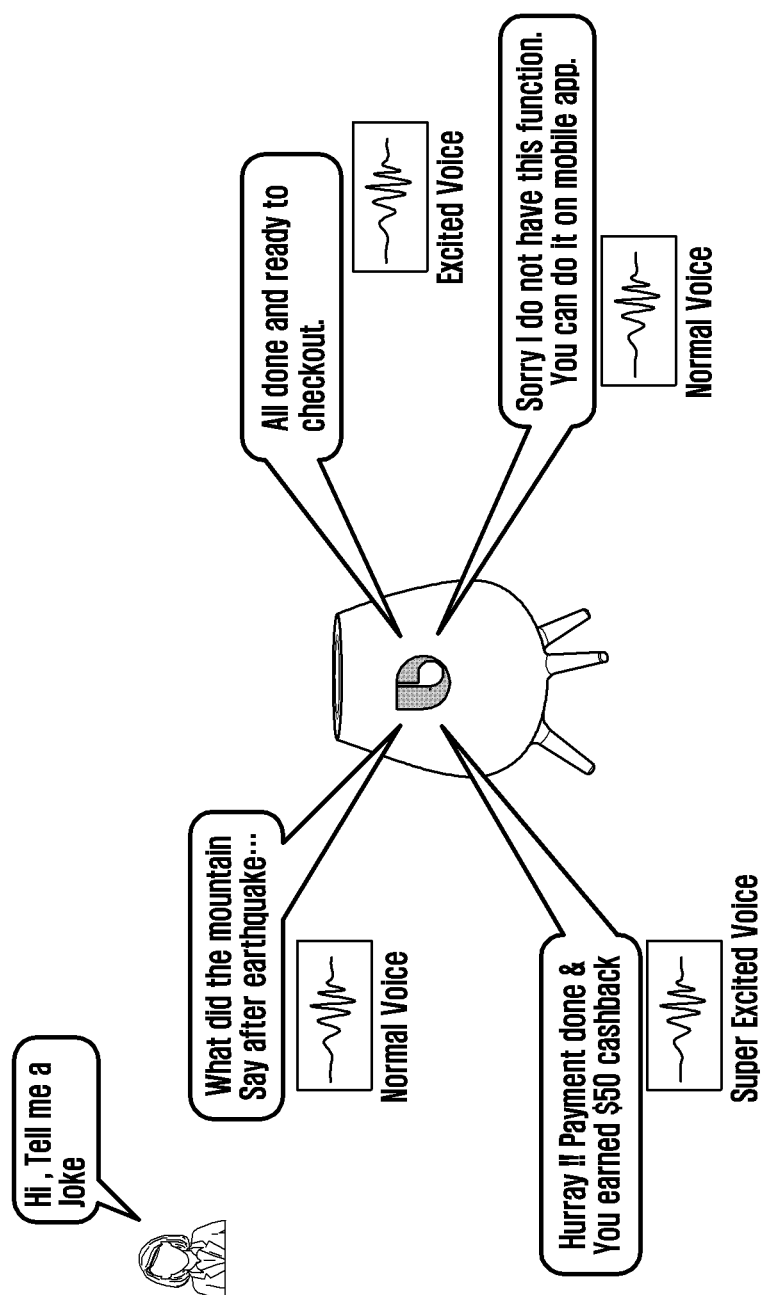 Hi , Tell me a
Joke
What did the mountain
Say after earthquake...
Normal Voice
All done and ready to
checkout.
Excited Voice
Hurray !! Payment done &
You earned $50 cashback
Super Excited Voice
Sorry I do not have this function.
You can do it on mobile app.
Normal Voice